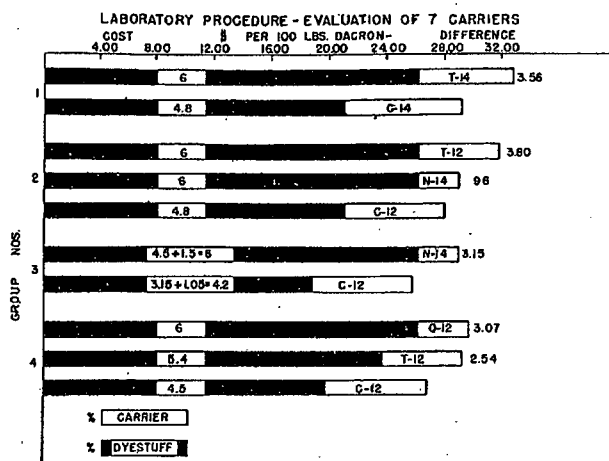 LABORATORY PROCEDURE - EVALUATION OF 7 CARRIERS
COST $ PER 100 LBS. DACRON- DIFFERENCE
4.00 8.00 12.00 16.00 20.00 24.00 28.00 32.00
GROUP NOS.
1
6 T-14 3.56
4.8 C-14
2
6 T-12 3.80
6 N-14 96
4.8 C-12
3
4.5+1.5=6 N-14 3.15
3.15+1.05=4.2 C-12
4
6 O-12 3.07
5.4 T-12 2.54
4.5 C-12
% CARRIER
% DYESTUFF